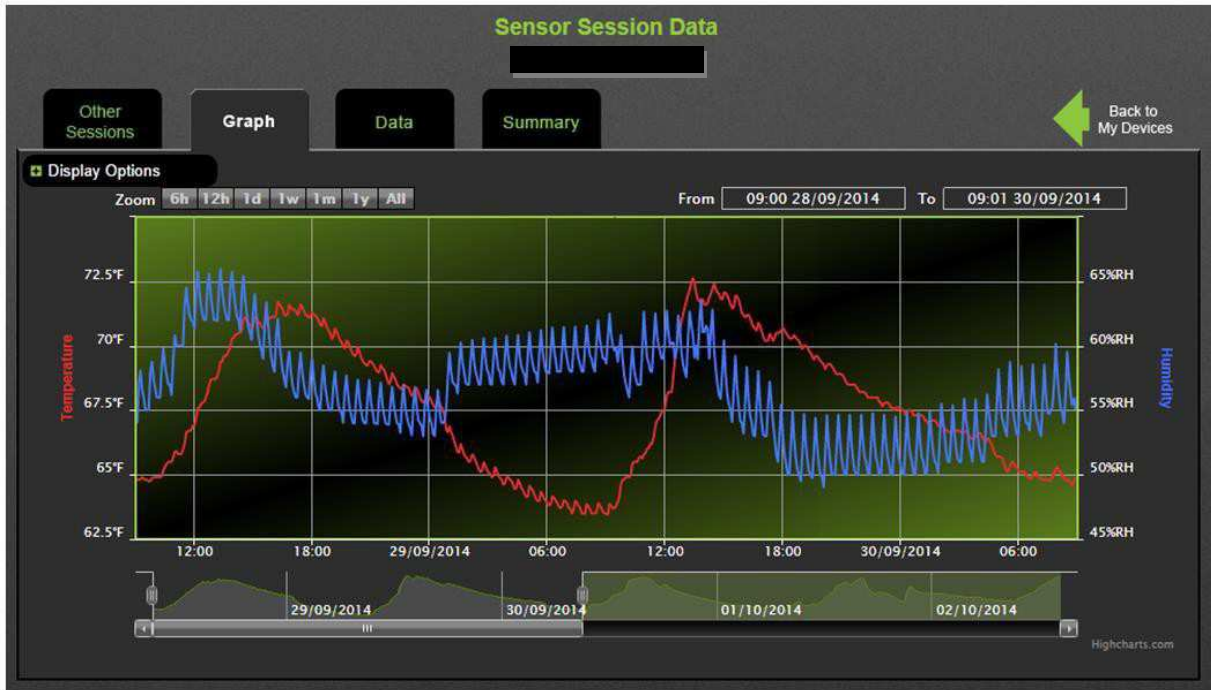 Sensor Session Data
Other
Sessions
Graph
Data
Summary
Back to
My Devices
Display Options
Zoom 6h 12h 1d 1w 1m 1y All
From 09:00 28/09/2014 To 09:01 30/09/2014
72.5°F
70°F
67.5°F
65°F
62.5°F
Temperature
65%RH
60%RH
55%RH
50%RH
45%RH
Humidity
12:00 18:00 29/09/2014 06:00 12:00 18:00 30/09/2014 06:00
29/09/2014 30/09/2014 01/10/2014 02/10/2014
Highcharts.com